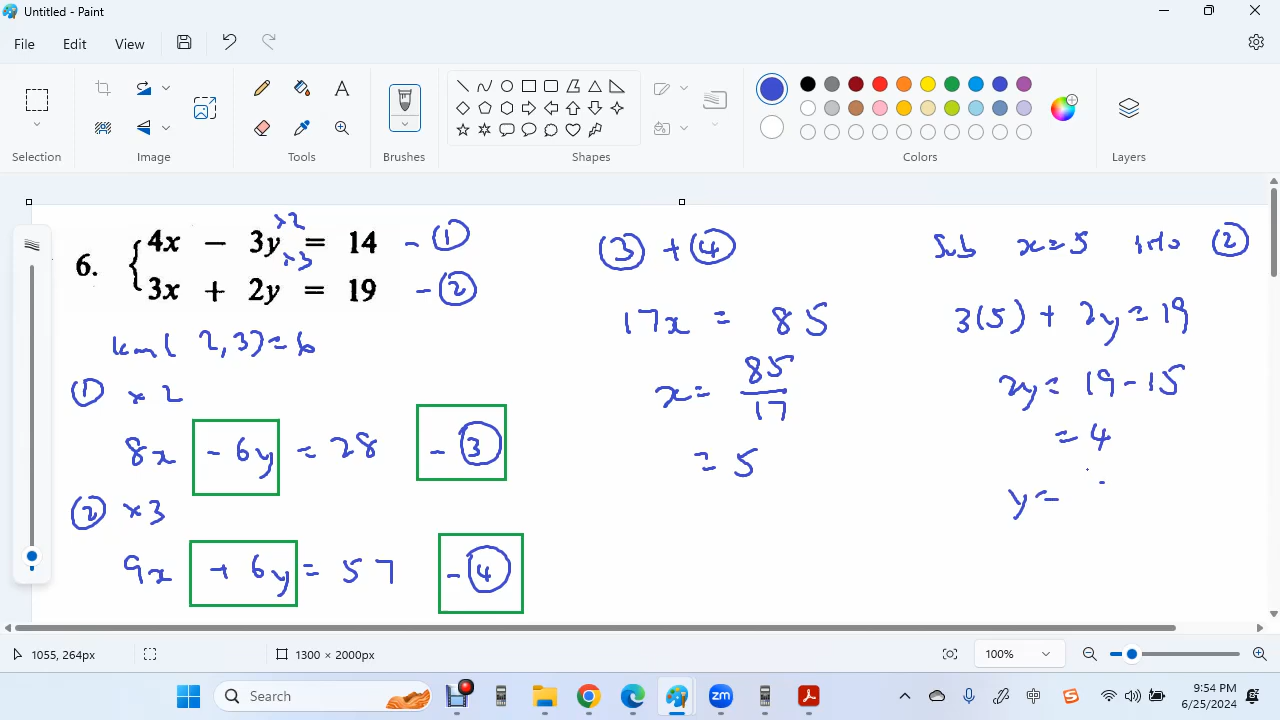 Untitled - Paint
File Edit View
Selection Image Tools Brushes Shapes Colors Layers
6. 4x − 3y = 14 - ①
×2
×3
3x + 2y = 19 - ②
2, 3) = 6
① × 2
8x - 6y = 28 - ③
② × 3
9x + 6y = 57 - ④
③ + ④
17x = 85
x = 85/17
= 5
Sub x = 5 into ②
3(5) + 2y = 19
2y = 19 - 15
= 4
y =
1055, 264px
1300 × 2000px
100%
Search
zm
中
9:54 PM
6/25/2024